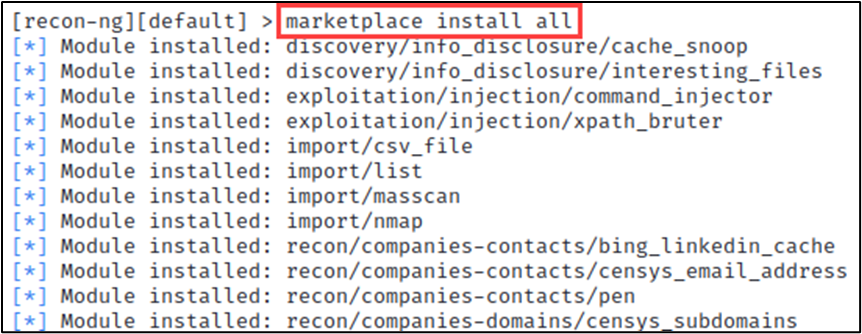 [recon-ng][default] > marketplace install all
[*] Module installed: discovery/info_disclosure/cache_snoop
[*] Module installed: discovery/info_disclosure/interesting_files
[*] Module installed: exploitation/injection/command_injector
[*] Module installed: exploitation/injection/xpath_bruter
[*] Module installed: import/csv_file
[*] Module installed: import/list
[*] Module installed: import/masscan
[*] Module installed: import/nmap
[*] Module installed: recon/companies-contacts/bing_linkedin_cache
[*] Module installed: recon/companies-contacts/censys_email_address
[*] Module installed: recon/companies-contacts/pen
[*] Module installed: recon/companies-domains/censys_subdomains